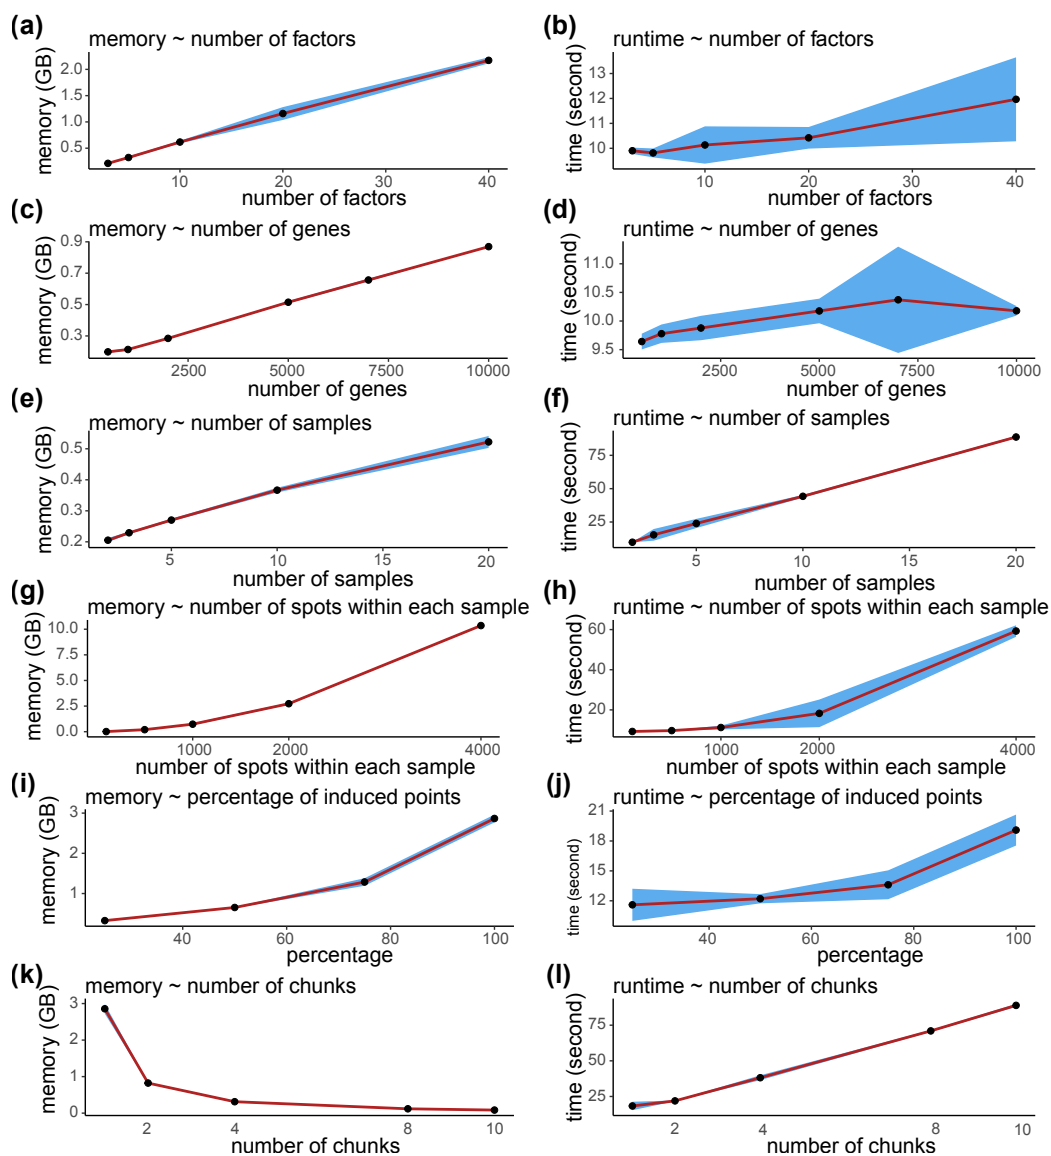 (a)
memory ~ number of factors
memory (GB)
2.0
1.0
0.5
10
20
30
40
number of factors
(b)
runtime ~ number of factors
time (second)
13
12
11
10
10
20
30
40
number of factors
(c)
memory ~ number of genes
memory (GB)
0.9
0.7
0.5
0.3
2500
5000
7500
10000
number of genes
(d)
runtime ~ number of genes
time (second)
11.0
10.5
10.0
9.5
2500
5000
7500
10000
number of genes
(e)
memory ~ number of samples
memory (GB)
0.5
0.4
0.3
0.2
5
10
15
20
number of samples
(f)
runtime ~ number of samples
time (second)
75
50
25
5
10
15
20
number of samples
(g)
memory ~ number of spots within each sample
memory (GB)
10.0
7.5
5.0
2.5
0.0
1000
2000
4000
number of spots within each sample
(h)
runtime ~ number of spots within each sample
time (second)
60
40
20
1000
2000
4000
number of spots within each sample
(i)
memory ~ percentage of induced points
memory (GB)
3
2
1
40
60
80
100
percentage
(j)
runtime ~ percentage of induced points
time (second)
21
18
15
12
40
60
80
100
percentage
(k)
memory ~ number of chunks
memory (GB)
3
2
1
0
2
4
8
10
number of chunks
(l)
runtime ~ number of chunks
time (second)
75
50
25
2
4
8
10
number of chunks